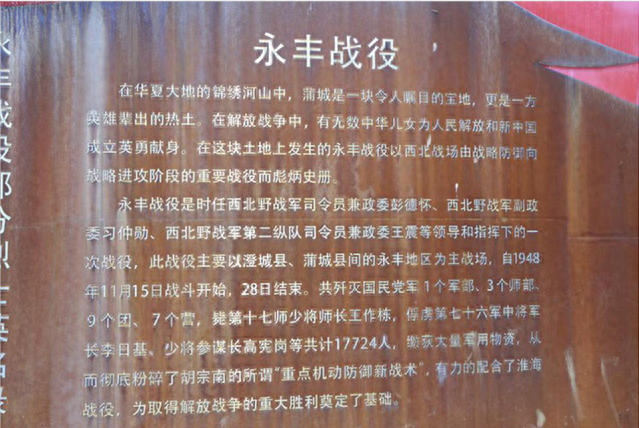 永丰战役
在华夏大地的锦绣河山中，蒲城是一块令人瞩目的宝地，更是一方
英雄辈出的热土。在解放战争中，有无数中华儿女为人民解放和新中国
成立英勇献身。在这块土地上发生的永丰战役以西北战场由战略防御向
战略进攻阶段的重要战役而彪炳史册。
永丰战役是时任西北野战军司令员兼政委彭德怀、西北野战军副政
委习仲勋、西北野战军第二纵队司令员兼政委王震等领导和指挥下的一
次战役，此战役主要以澄城县、蒲城县间的永丰地区为主战场，自1948
年11月15日战斗开始，28日结束。共歼灭国民党军1个军部、3个师部、
9个团、7个营，毙第十七师少将师长王作栋，俘虏第七十六军中将军
长李日基、少将参谋长高宪岗等共计17724人，缴获大量军用物资，从
而彻底粉碎了胡宗南的所谓“重点机动防御新战术”，有力的配合了淮海
战役，为取得解放战争的重大胜利奠定了基础。
永丰战役部分烈士英名录